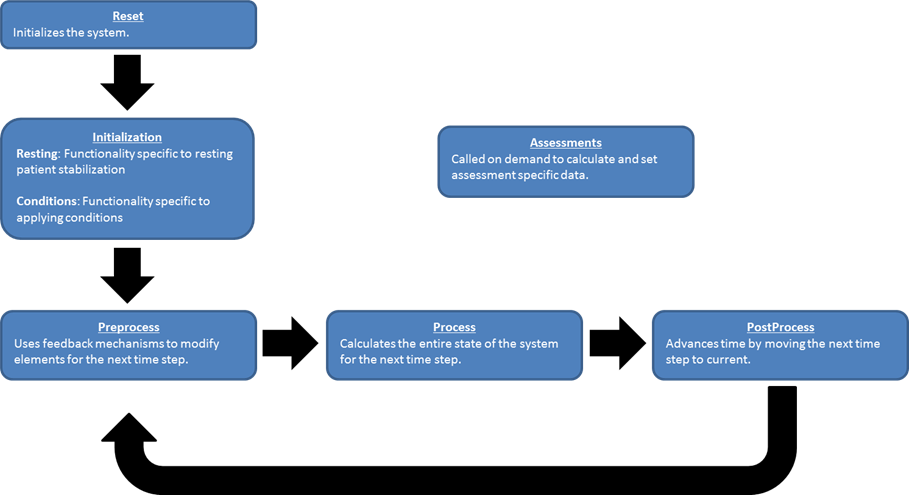 Reset
Initializes the system.
Initialization
Resting: Functionality specific to resting
patient stabilization
Conditions: Functionality specific to
applying conditions
Assessments
Called on demand to calculate and set
assessment specific data.
Preprocess
Uses feedback mechanisms to modify
elements for the next time step.
Process
Calculates the entire state of the system
for the next time step.
PostProcess
Advances time by moving the next time
step to current.